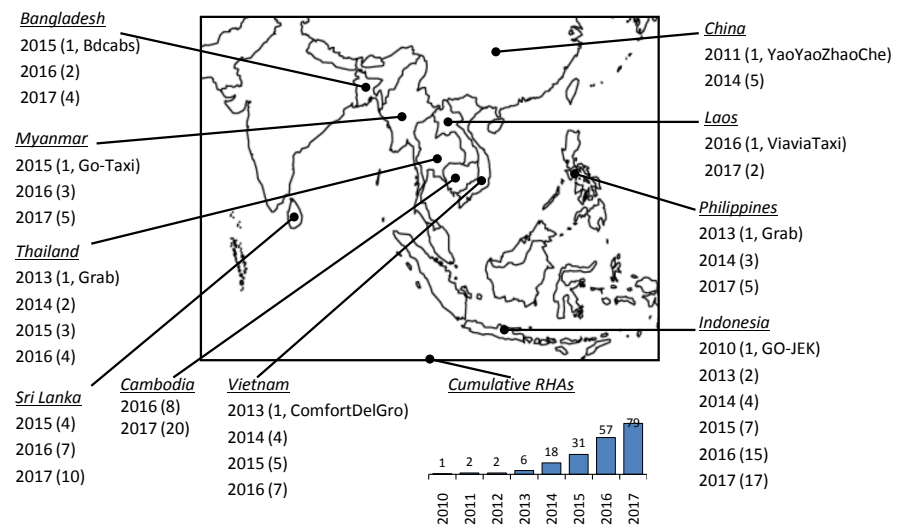 Bangladesh
2015 (1, Bdcabs)
2016 (2)
2017 (4)
Myanmar
2015 (1, Go-Taxi)
2016 (3)
2017 (5)
Thailand
2013 (1, Grab)
2014 (2)
2015 (3)
2016 (4)
Sri Lanka
2015 (4)
2016 (7)
2017 (10)
Cambodia
2016 (8)
2017 (20)
Vietnam
2013 (1, ComfortDelGro)
2014 (4)
2015 (5)
2016 (7)
China
2011 (1, YaoYaoZhaoChe)
2014 (5)
Laos
2016 (1, ViaviaTaxi)
2017 (2)
Philippines
2013 (1, Grab)
2014 (3)
2017 (5)
Indonesia
2010 (1, GO-JEK)
2013 (2)
2014 (4)
2015 (7)
2016 (15)
2017 (17)
Cumulative RHAs
1 2 2 6 18 31 57 79
2010 2011 2012 2013 2014 2015 2016 2017